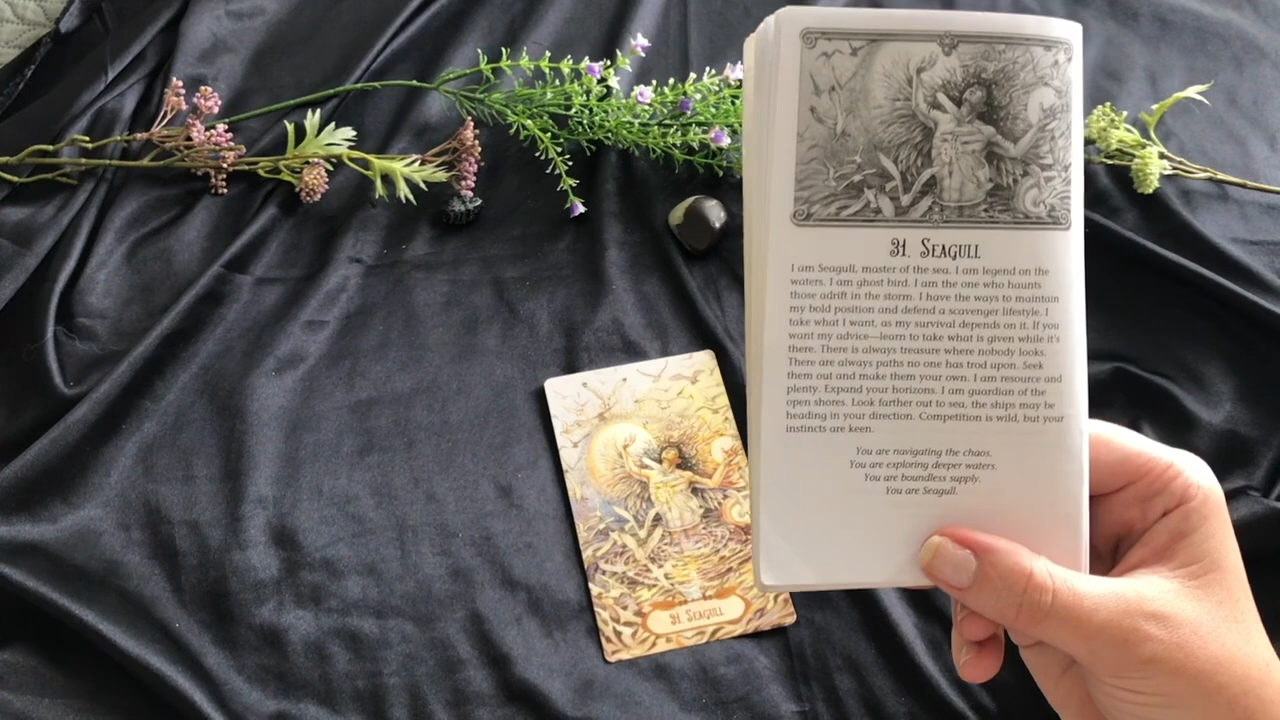 31. Seagull
I am Seagull, master of the sea. I am legend on the
waters. I am ghost bird. I am the one who haunts
those adrift in the storm. I have the ways to maintain
my bold position and defend a scavenger lifestyle. I
take what I want, as my survival depends on it. If you
want my advice—learn to take what is given while it's
there. There is always treasure where nobody looks.
There are always paths no one has trod upon. Seek
them out and make them your own. I am resource and
plenty. Expand your horizons. I am guardian of the
open shores. Look farther out to sea, the ships may be
heading in your direction. Competition is wild, but your
instincts are keen.
You are navigating the chaos.
You are exploring deeper waters.
You are boundless supply.
You are Seagull.
31. Seagull